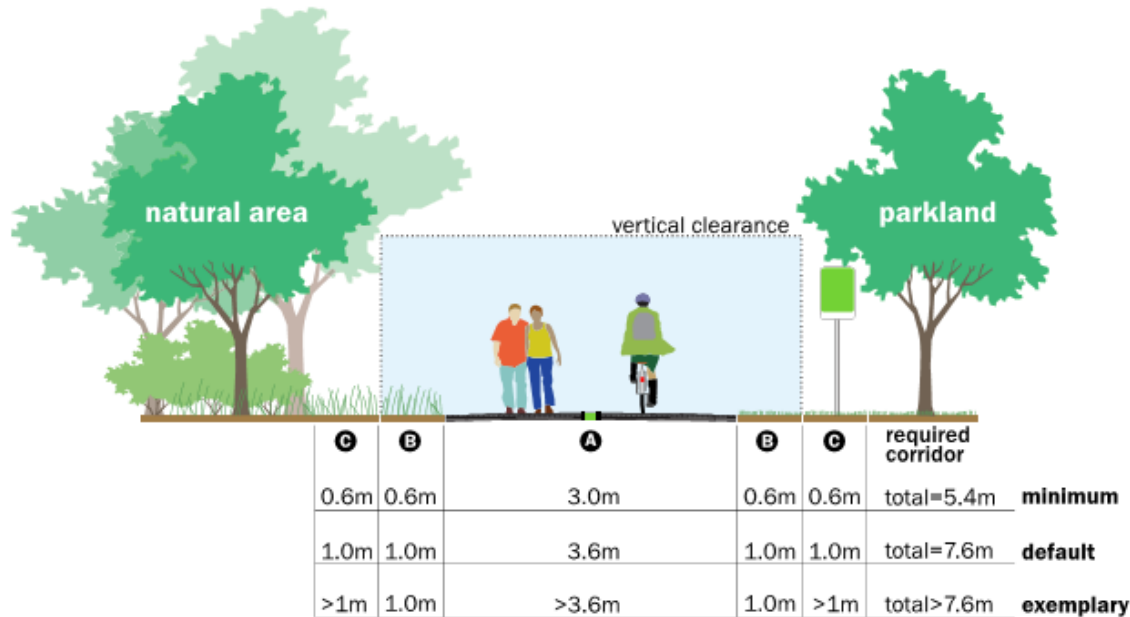 natural area
parkland
vertical clearance
C B A B C required
corridor
0.6m 0.6m 3.0m 0.6m 0.6m total=5.4m minimum
1.0m 1.0m 3.6m 1.0m 1.0m total=7.6m default
>1m 1.0m >3.6m 1.0m >1m total>7.6m exemplary